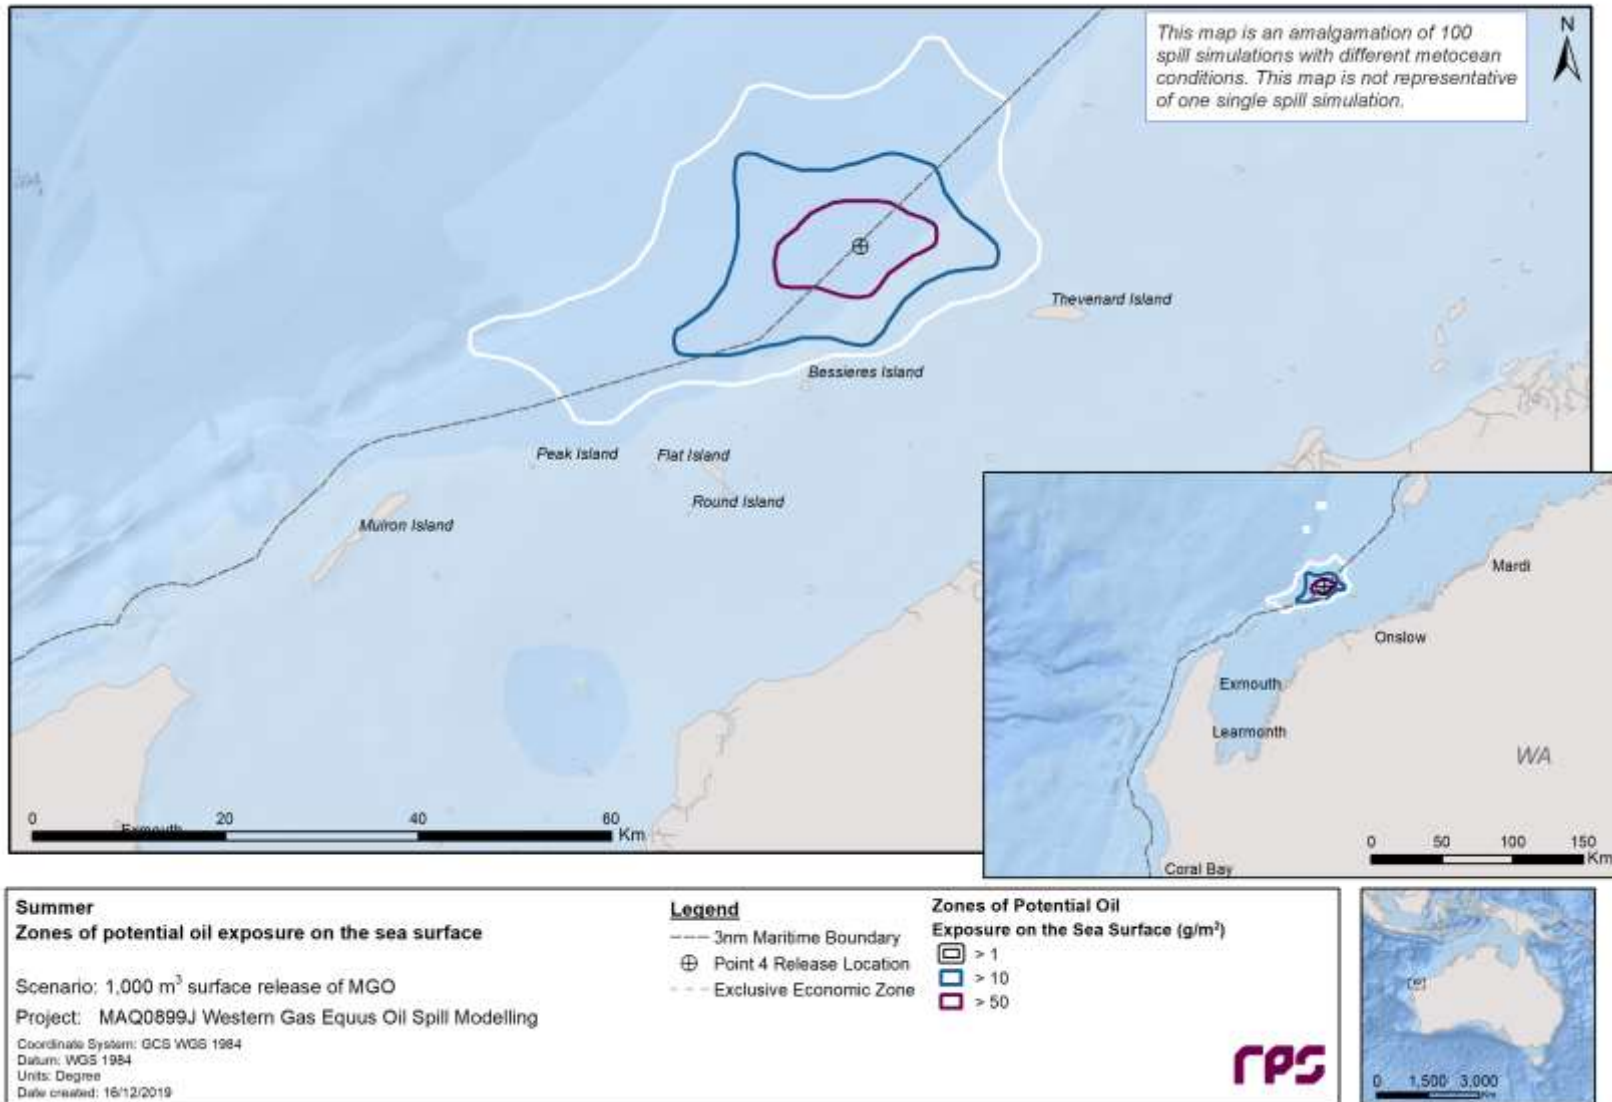 This map is an amalgamation of 100
spill simulations with different metocean
conditions. This map is not representative
of one single spill simulation.
N
Thevenard Island
Bessieres Island
Peak Island
Flat Island
Round Island
Muiron Island
Mardi
Onslow
Exmouth
Learmonth
WA
Coral Bay
0 50 100 150
Km
0 20 40 60
Km
Exmouth
Summer
Zones of potential oil exposure on the sea surface
Scenario: 1,000 m³ surface release of MGO
Project: MAQ0899J Western Gas Equus Oil Spill Modelling
Coordinate System: GCS WGS 1984
Datum: WGS 1984
Units: Degree
Date created: 16/12/2019
Legend
3nm Maritime Boundary
Point 4 Release Location
Exclusive Economic Zone
Zones of Potential Oil
Exposure on the Sea Surface (g/m²)
> 1
> 10
> 50
rps
0 1,500 3,000